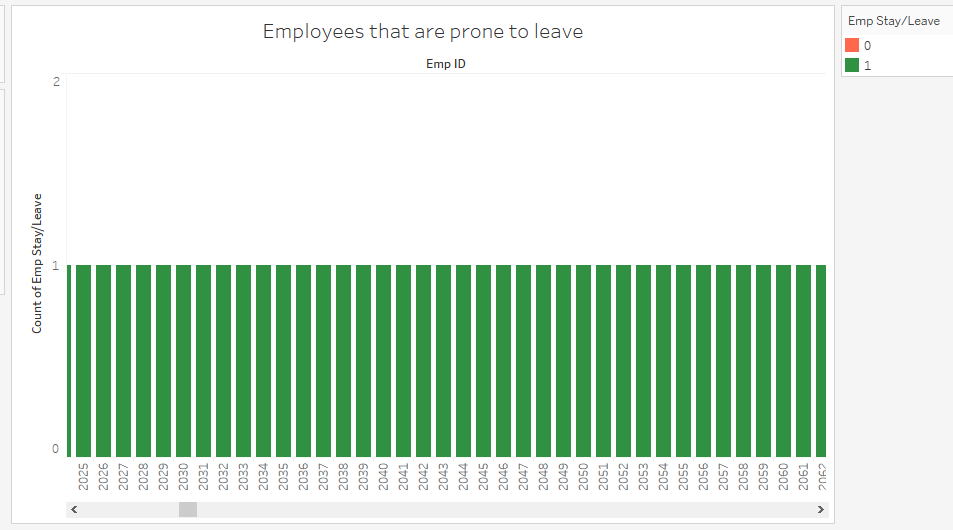 Employees that are prone to leave
Emp ID
Emp Stay/Leave
0
1
Count of Emp Stay/Leave
2
1
0
2025 2026 2027 2028 2029 2030 2031 2032 2033 2034 2035 2036 2037 2038 2039 2040 2041 2042 2043 2044 2045 2046 2047 2048 2049 2050 2051 2052 2053 2054 2055 2056 2057 2058 2059 2060 2061 2062